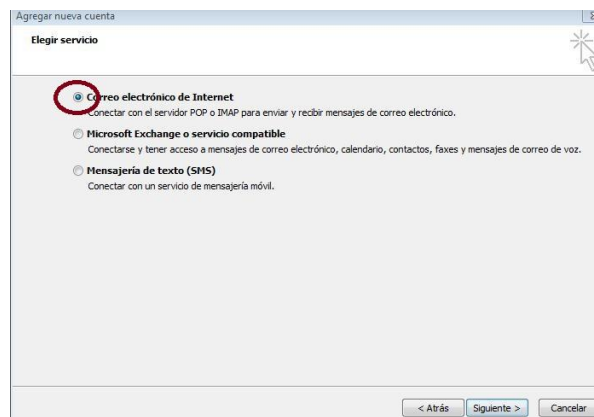 Agregar nueva cuenta
Elegir servicio
Correo electrónico de Internet
Conectar con el servidor POP o IMAP para enviar y recibir mensajes de correo electrónico.
Microsoft Exchange o servicio compatible
Conectarse y tener acceso a mensajes de correo electrónico, calendario, contactos, faxes y mensajes de correo de voz.
Mensajería de texto (SMS)
Conectar con un servicio de mensajería móvil.
< Atrás Siguiente > Cancelar